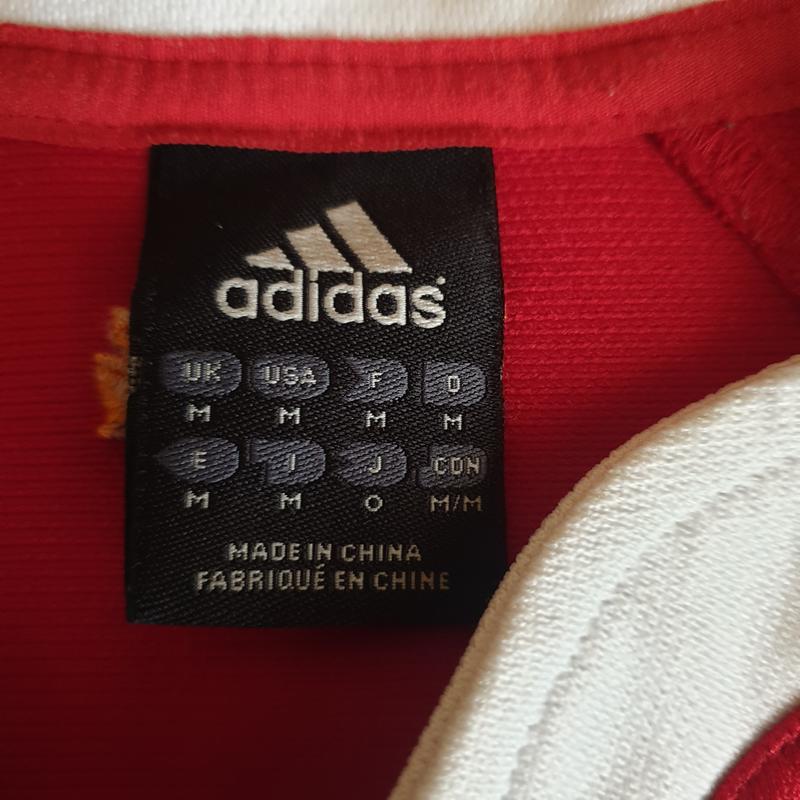 adidas
UK USA F D
M M M M
E I J CDN
M M O M/M
MADE IN CHINA
FABRIQUÉ EN CHINE